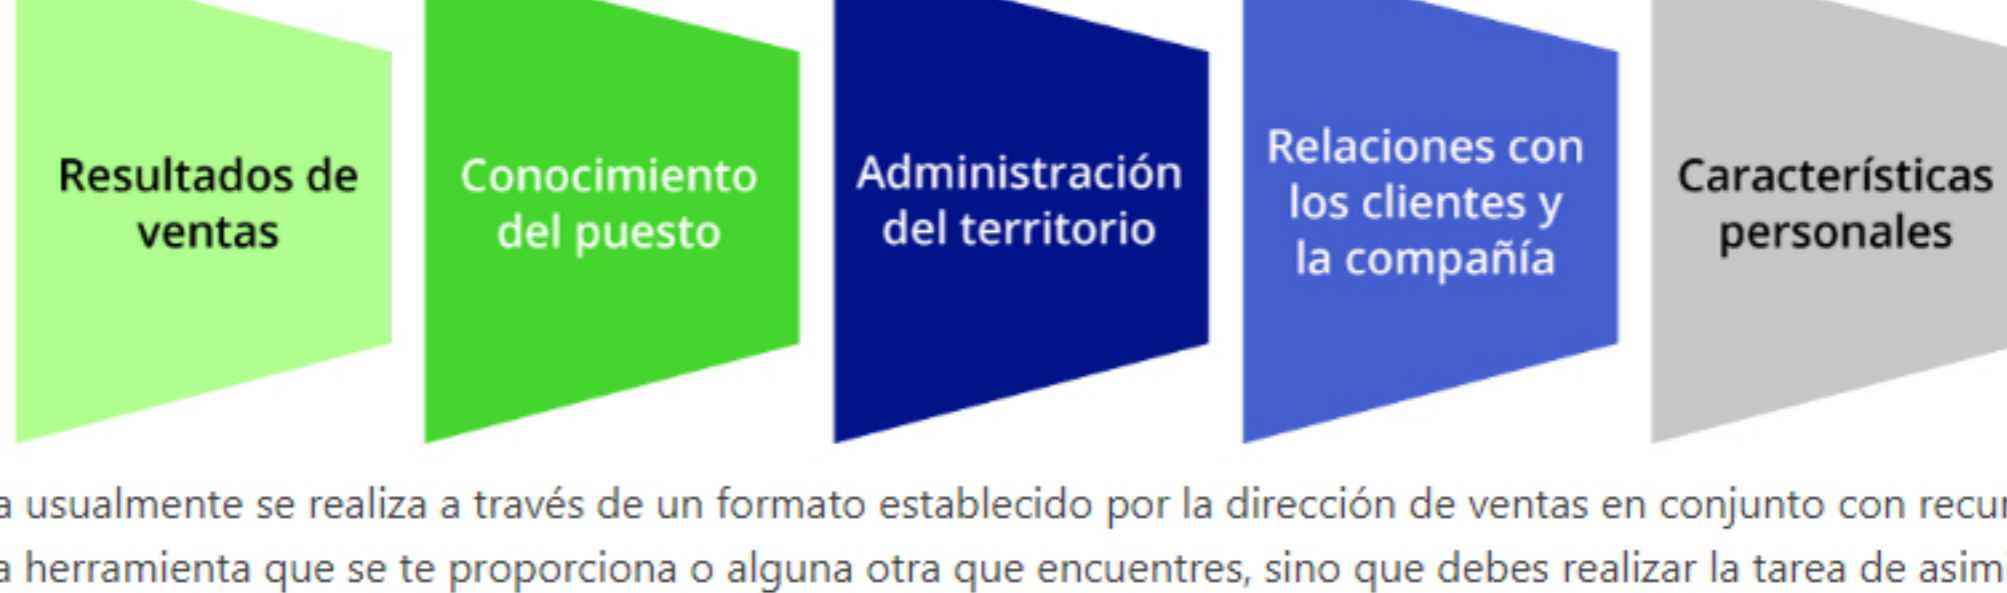 Resultados de
ventas
Conocimiento
del puesto
Administración
del territorio
Relaciones con
los clientes y
la compañía
Características
personales
a usualmente se realiza a través de un formato establecido por la dirección de ventas en conjunto con recur
a herramienta que se te proporciona o alguna otra que encuentres, sino que debes realizar la tarea de asimi